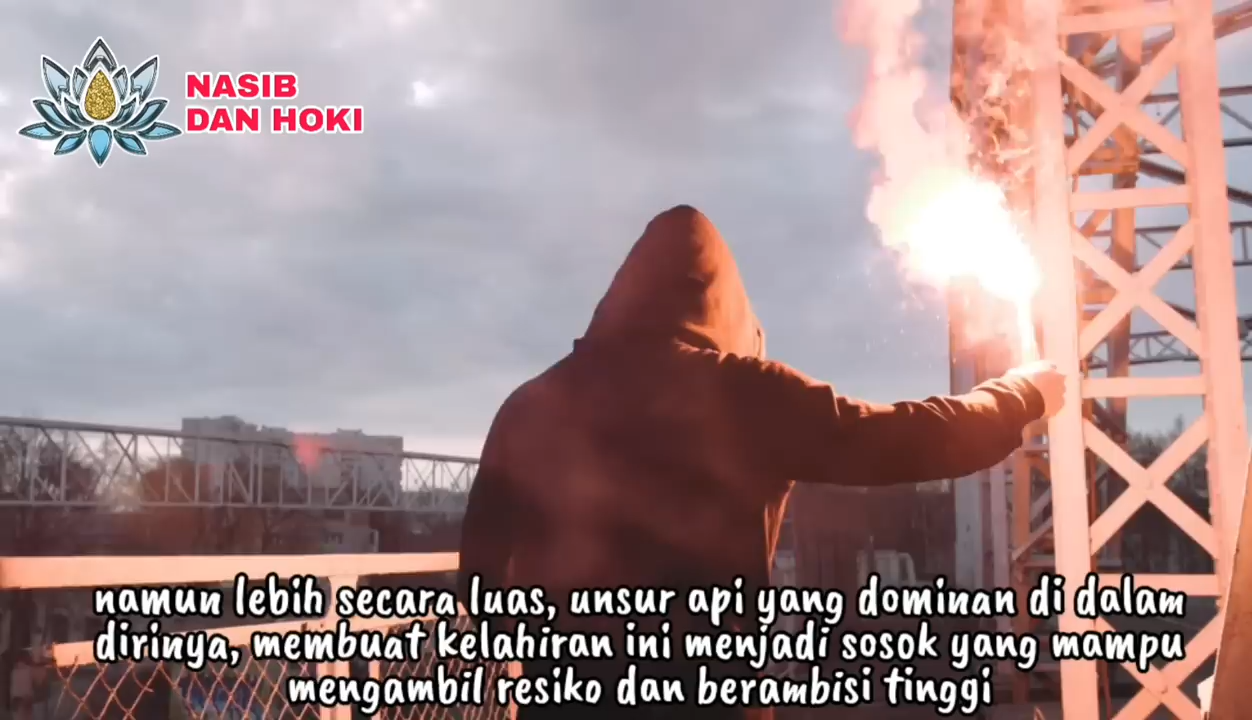 NASIB
DAN HOKI
namun lebih secara luas, unsur api yang dominan di dalam
dirinya, membuat kelahiran ini menjadi sosok yang mampu
mengambil resiko dan berambisi tinggi